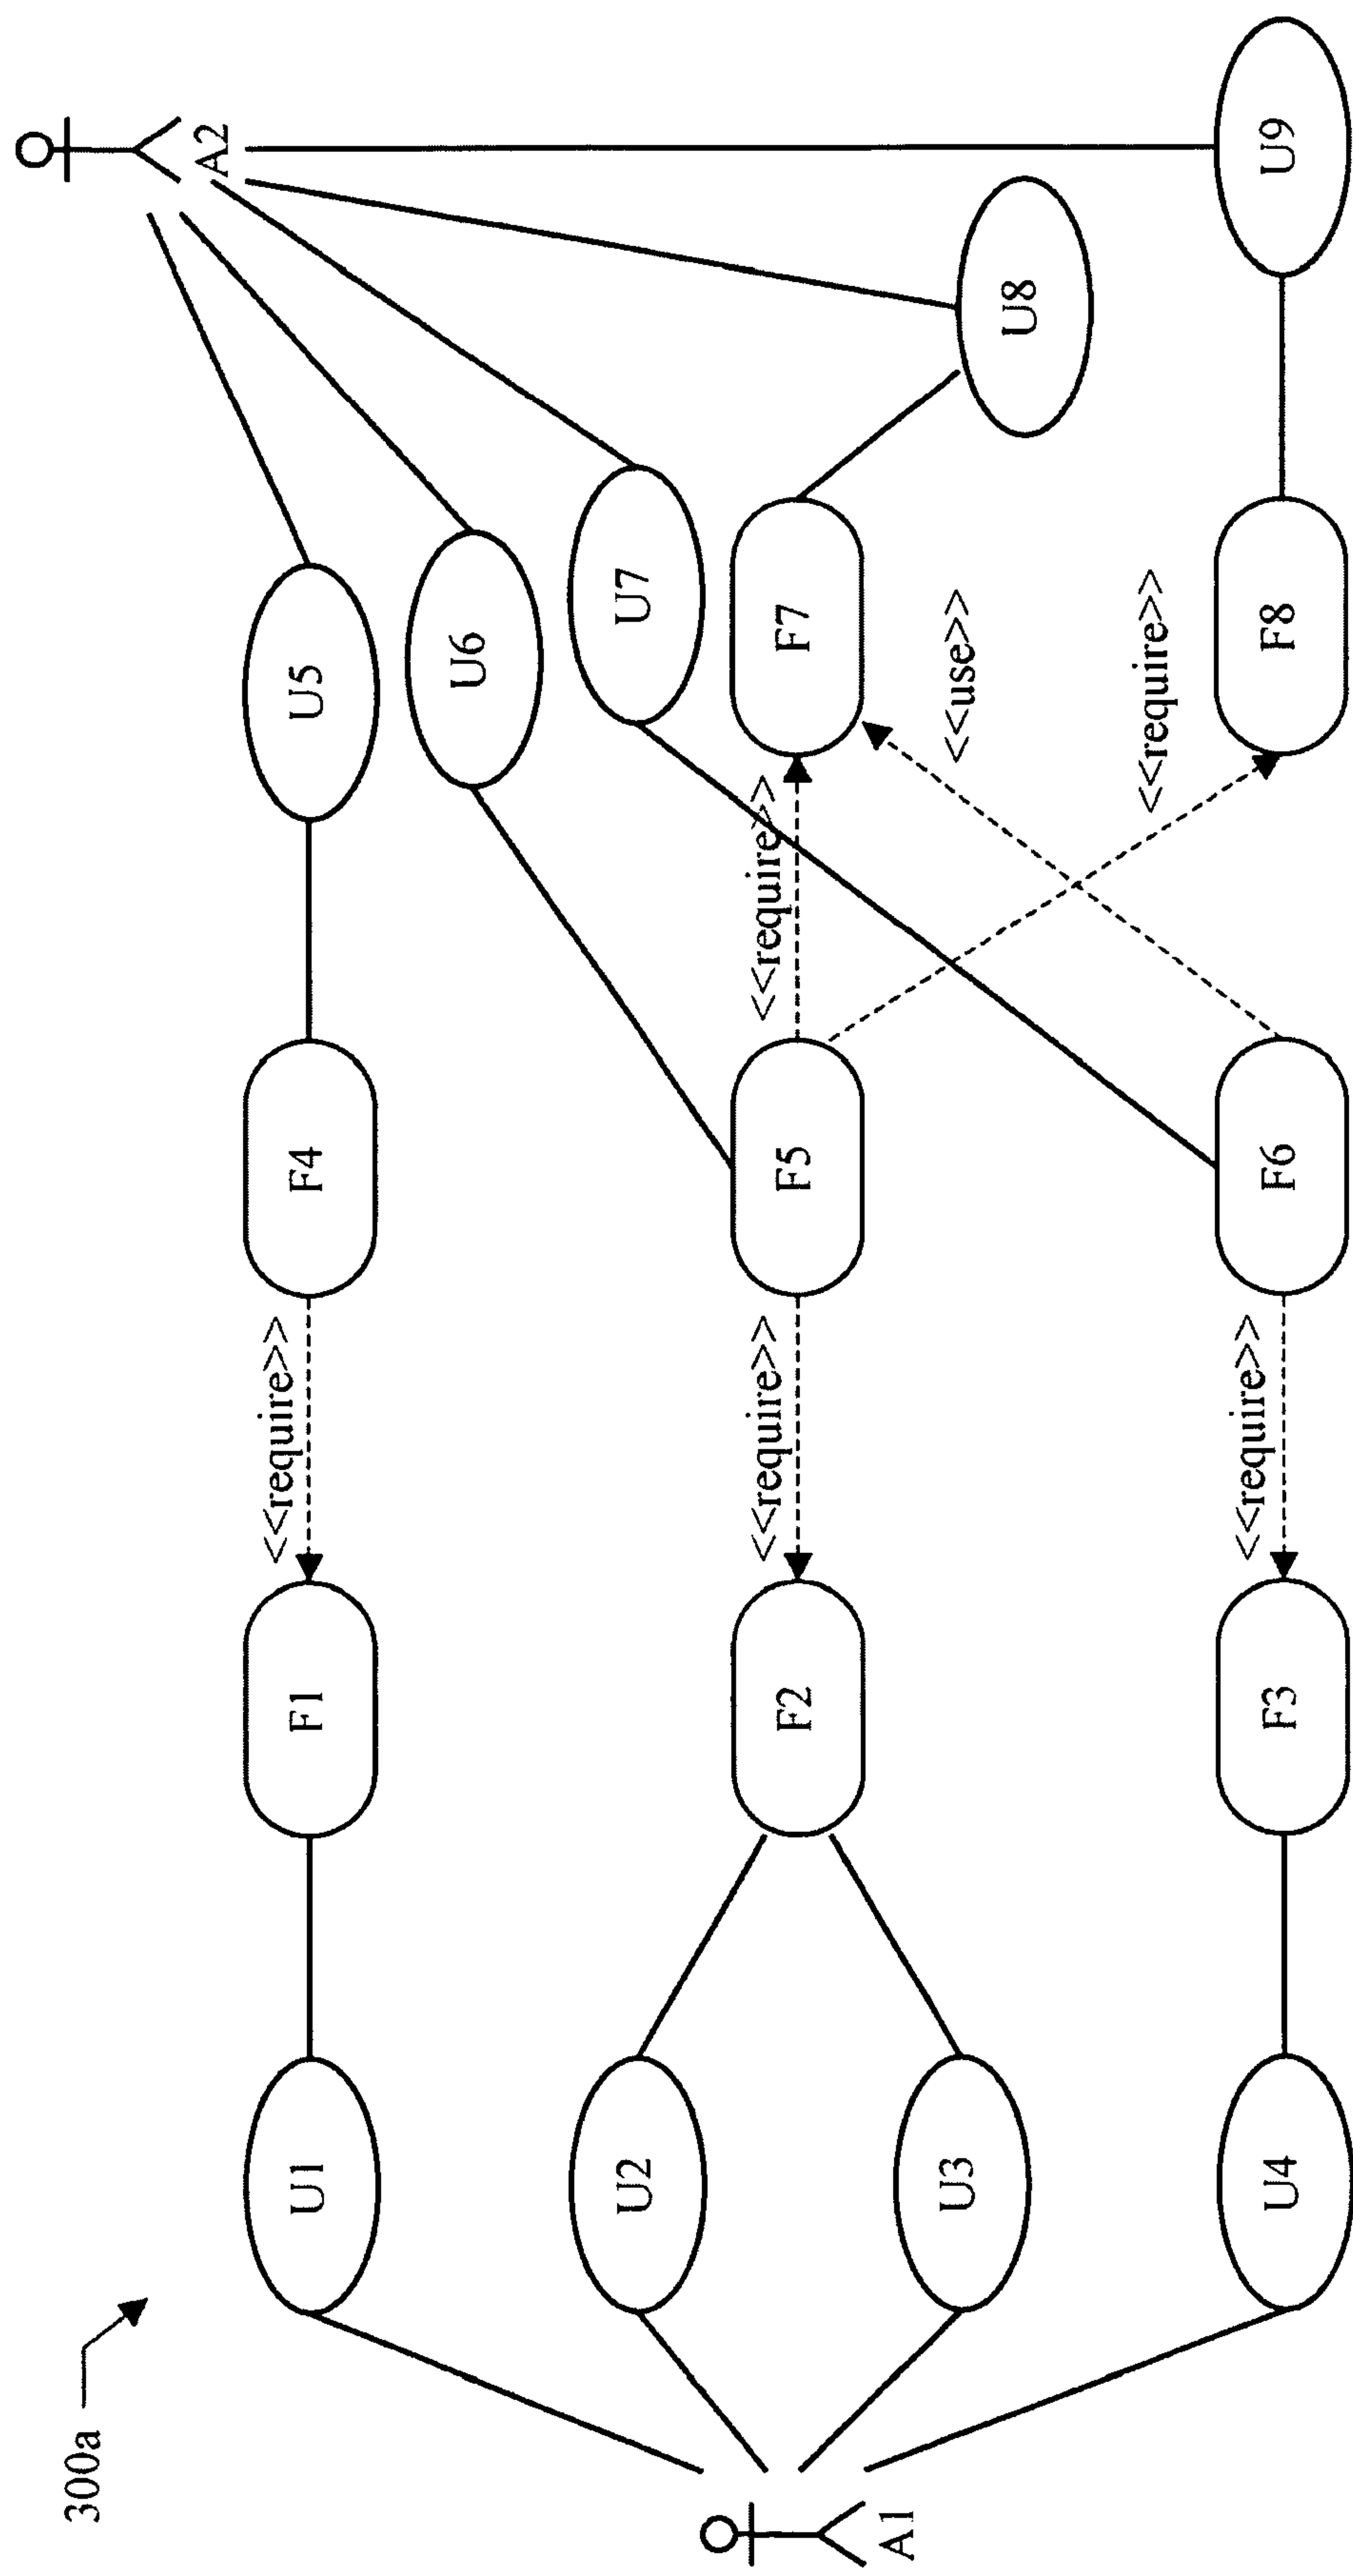 300a
A2
U1
F1
<<require>>
F4
U5
U6
U2
U7
A1
F2
<<require>>
F5
<<require>>
F7
U3
<<use>>
U8
<<require>>
U4
F3
<<require>>
F6
F8
U9